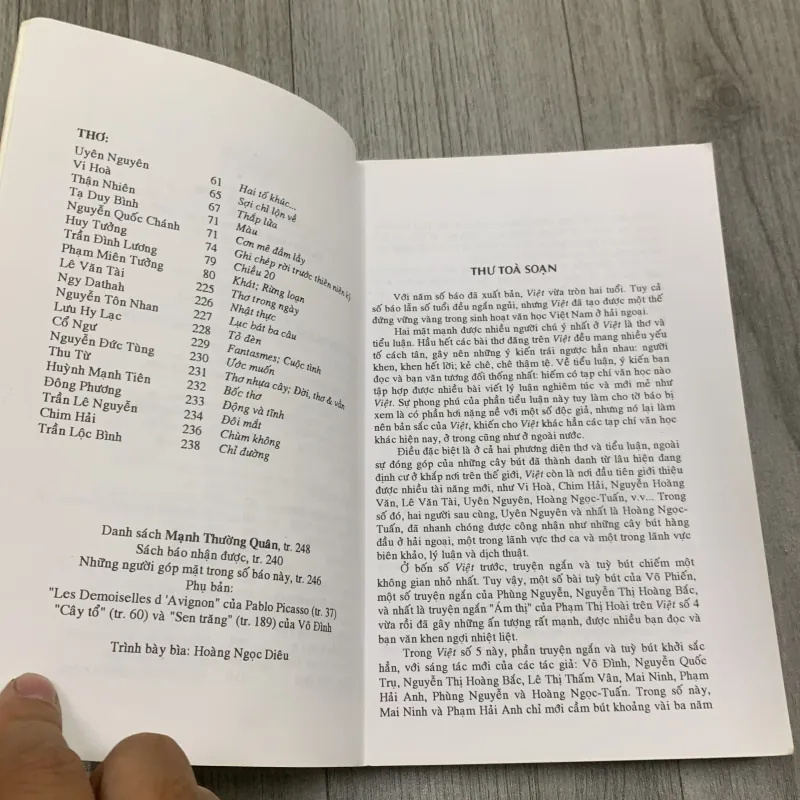 THƠ:
Uyên Nguyên 61 Hai tố khúc...
Vi Hoà 65 Sợi chỉ lộn về
Thận Nhiên 67 Thắp lửa
Tạ Duy Bình 71 Màu
Nguyễn Quốc Chánh 71 Cơn mê đầm lầy
Huy Tưởng 74 Ghi chép rời trước thiên niên kỷ
Trần Đình Lương 79 Chiều 20
Phạm Miên Tưởng 80 Khát; Rừng loạn
Lê Văn Tài 225 Thơ trong ngày
Ngy Dathah 226 Nhật thực
Nguyễn Tôn Nhan 227 Lục bát ba câu
Lưu Hy Lạc 228 Tỏ đèn
Cổ Ngư 229 Fantasmes; Cuộc tình
Nguyễn Đức Tùng 230 Ước muốn
Thu Từ 231 Thơ nhựa cây; Đời, thơ & vần
Huỳnh Mạnh Tiên 232 Bốc thơ
Đông Phương 233 Động và tĩnh
Trần Lê Nguyễn 234 Đôi mắt
Chim Hải 236 Chùm không
Trần Lộc Bình 238 Chỉ đường
Danh sách Mạnh Thường Quân, tr. 248
Sách báo nhận được, tr. 240
Những người góp mặt trong số báo này, tr. 246
Phụ bản:
"Les Demoiselles d'Avignon" của Pablo Picasso (tr. 37)
"Cây tổ" (tr. 60) và "Sen trăng" (tr. 189) của Võ Đình
Trình bày bìa: Hoàng Ngọc Diêu
THƯ TOÀ SOẠN
Với năm số báo đã xuất bản, Việt vừa tròn hai tuổi. Tuy cả
số báo lẫn số tuổi đều ngắn ngủi, nhưng Việt đã tạo được một thế
đứng vững vàng trong sinh hoạt văn học Việt Nam ở hải ngoại.
Hai mặt mạnh được nhiều người chú ý nhất ở Việt là thơ và
tiểu luận. Hầu hết các bài thơ đăng trên Việt đều mang nhiều yếu
tố cách tân, gây nên những ý kiến trái ngược hẳn nhau: người
khen, khen hết lời; kẻ chê, chê thậm tệ. Về tiểu luận, ý kiến bạn
đọc và bạn văn tương đối thống nhất: hiếm có tạp chí văn học nào
tập hợp được nhiều bài viết lý luận nghiêm túc và mới mẻ như
Việt. Sự phong phú của phần tiểu luận này tuy làm cho tờ báo bị
xem là có phần hơi nặng nề với một số độc giả, nhưng nó lại làm
nên bản sắc của Việt, khiến cho Việt khác hẳn các tạp chí văn học
khác hiện nay, ở trong cũng như ở ngoài nước.
Điều đặc biệt là ở cả hai phương diện thơ và tiểu luận, ngoài
sự đóng góp của những cây bút đã thành danh từ lâu hiện đang
định cư ở khắp nơi trên thế giới, Việt còn là nơi đầu tiên giới thiệu
được nhiều tài năng mới, như Vi Hoà, Chim Hải, Nguyễn Hoàng
Văn, Lê Văn Tài, Uyên Nguyên, Hoàng Ngọc-Tuấn, v.v... Trong
số đó, hai người sau cùng, Uyên Nguyên và nhất là Hoàng Ngọc-
Tuấn, đã nhanh chóng được công nhận như những cây bút hàng
đầu ở hải ngoại, một trong lãnh vực thơ ca và một trong lãnh vực
biên khảo, lý luận và dịch thuật.
Ở bốn số Việt trước, truyện ngắn và tuỳ bút chiếm một
không gian nhỏ nhất. Tuy vậy, một số bài tuỳ bút của Võ Phiến,
một số truyện ngắn của Phùng Nguyễn, Nguyễn Thị Hoàng Bắc,
và nhất là truyện ngắn "Ám thị" của Phạm Thị Hoài trên Việt số 4
vừa rồi đã gây những ấn tượng rất mạnh, được nhiều bạn đọc và
bạn văn khen ngợi nhiệt liệt.
Trong Việt số 5 này, phần truyện ngắn và tuỳ bút khởi sắc
hẳn, với sáng tác mới của các tác giả: Võ Đình, Nguyễn Quốc
Trụ, Nguyễn Thị Hoàng Bắc, Lê Thị Thấm Vân, Mai Ninh, Phạm
Hải Anh, Phùng Nguyễn và Hoàng Ngọc-Tuấn. Trong số này,
Mai Ninh và Phạm Hải Anh chỉ mới cầm bút khoảng vài ba năm